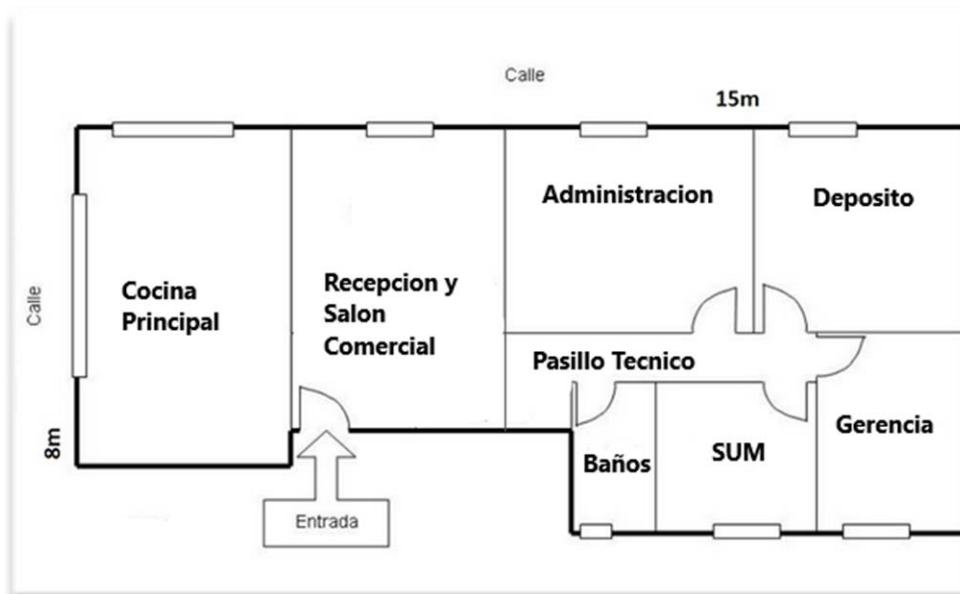 Calle
15m
Administracion
Deposito
Calle
Cocina
Principal
Recepcion y
Salon
Comercial
Pasillo Tecnico
8m
Baños
SUM
Gerencia
Entrada